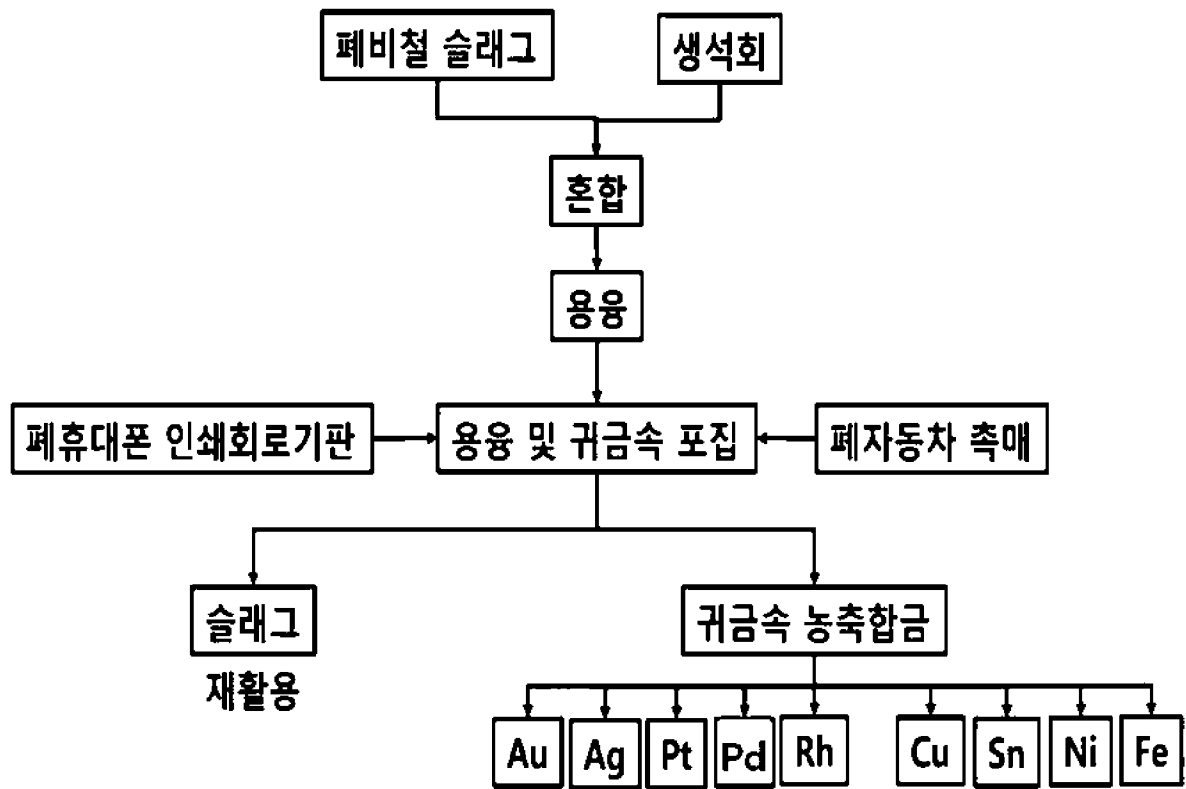 폐비철 슬래그
생석회
혼합
용융
폐휴대폰 인쇄회로기판
용융 및 귀금속 포집
폐자동차 촉매
슬래그
재활용
귀금속 농축합금
Au
Ag
Pt
Pd
Rh
Cu
Sn
Ni
Fe